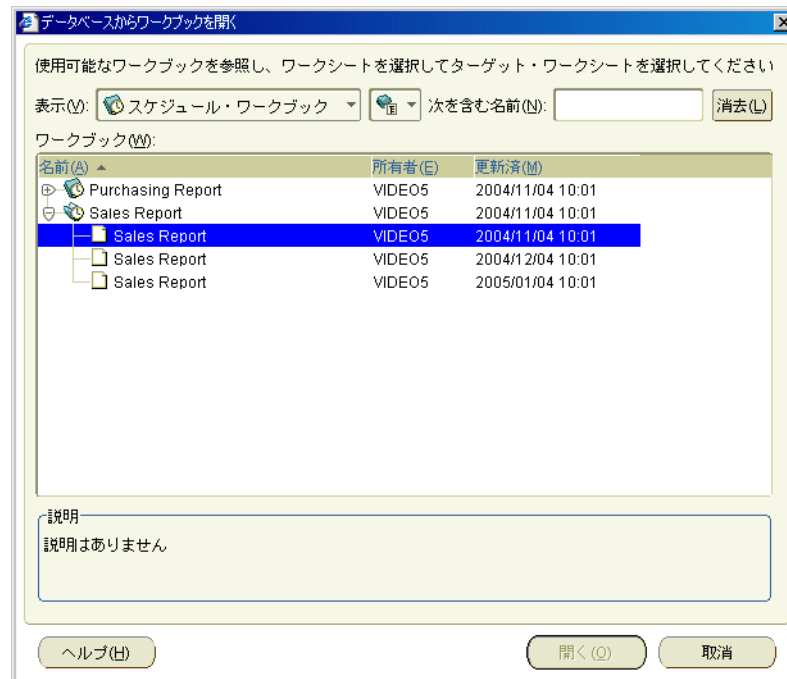 データベースからワークブックを開く
使用可能なワークブックを参照し、ワークシートを選択してターゲット・ワークシートを選択してください
表示(V): スケジュール・ワークブック 次を含む名前(N): 消去(L)
ワークブック(W):
名前(A) 所有者(E) 更新済(M)
Purchasing Report VIDEO5 2004/11/04 10:01
Sales Report VIDEO5 2004/11/04 10:01
Sales Report VIDEO5 2004/11/04 10:01
Sales Report VIDEO5 2004/12/04 10:01
Sales Report VIDEO5 2005/01/04 10:01
説明
説明はありません
ヘルプ(H) 開く(O) 取消